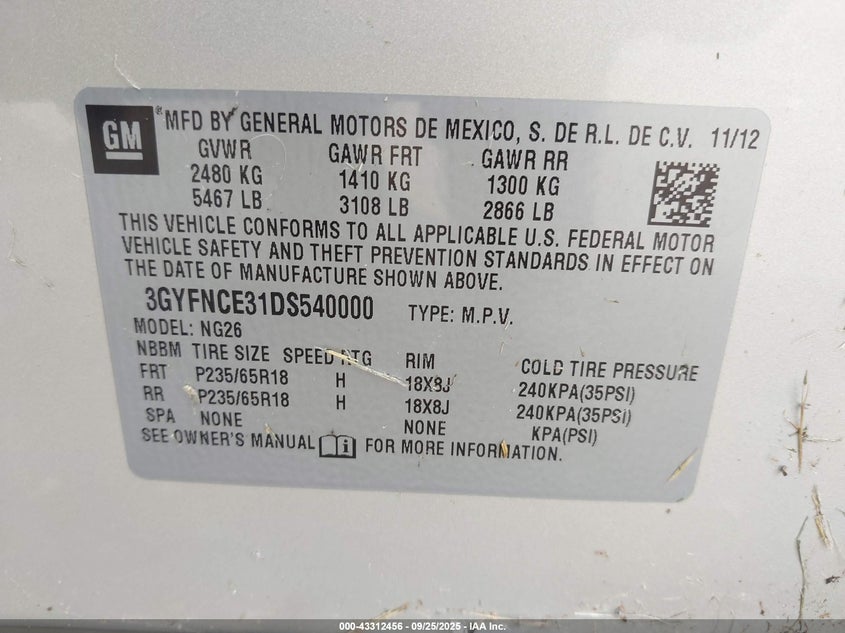 GM
MFD BY GENERAL MOTORS DE MEXICO, S. DE R.L. DE C.V. 11/12
GVWR GAWR FRT GAWR RR
2480 KG 1410 KG 1300 KG
5467 LB 3108 LB 2866 LB
THIS VEHICLE CONFORMS TO ALL APPLICABLE U.S. FEDERAL MOTOR
VEHICLE SAFETY AND THEFT PREVENTION STANDARDS IN EFFECT ON
THE DATE OF MANUFACTURE SHOWN ABOVE.
3GYFNCE31DS540000 TYPE: M.P.V.
MODEL: NG26
NBBM TIRE SIZE SPEED RTG RIM COLD TIRE PRESSURE
FRT P235/65R18 H 18X8J 240KPA(35PSI)
RR P235/65R18 H 18X8J 240KPA(35PSI)
SPA NONE NONE KPA(PSI)
SEE OWNER'S MANUAL FOR MORE INFORMATION.
000-43312456 - 09/25/2025 - IAA Inc.